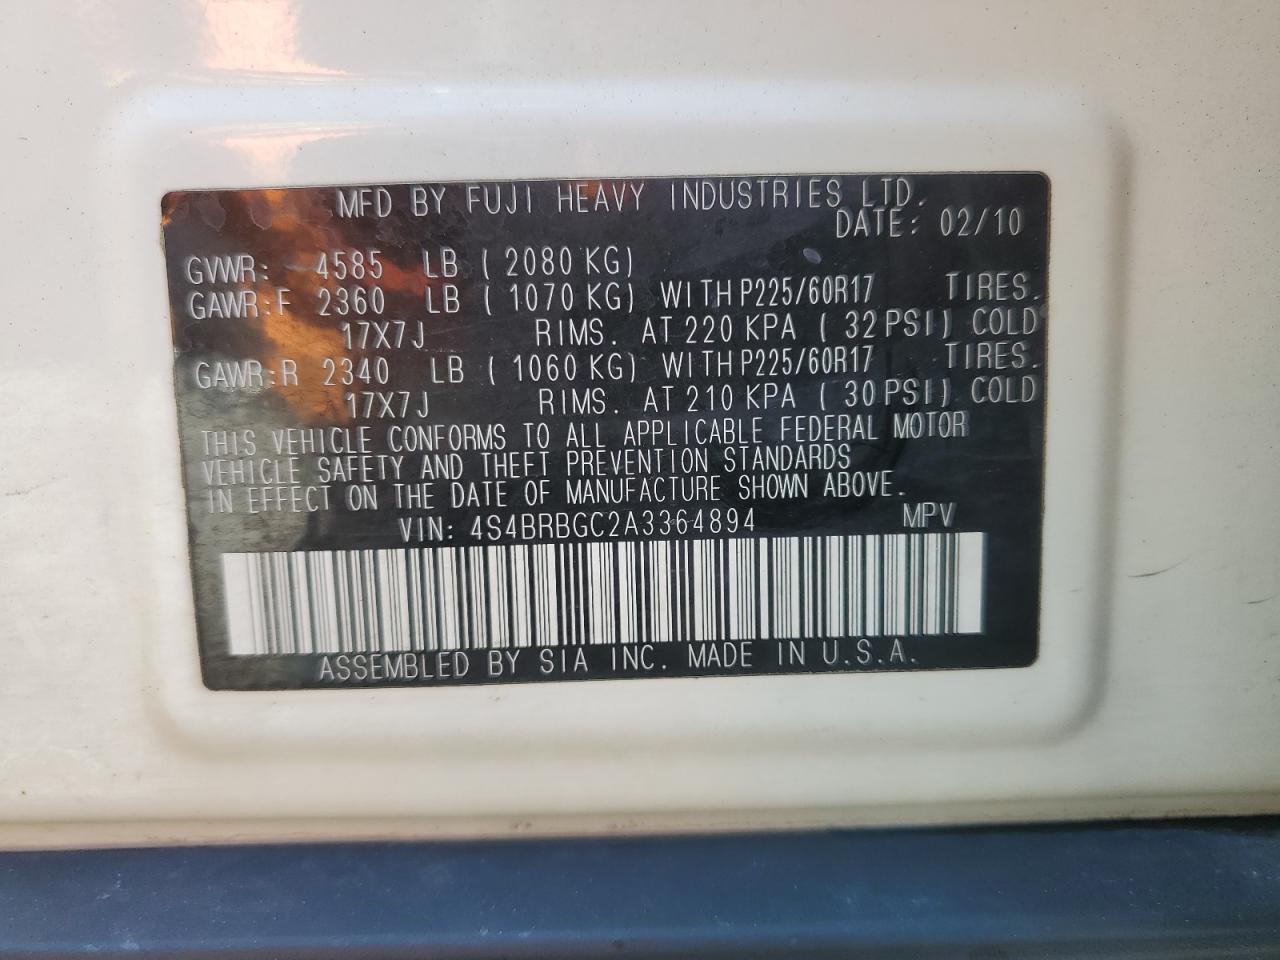 MFD BY FUJI HEAVY INDUSTRIES LTD.
DATE: 02/10
GVWR: 4585 LB ( 2080 KG)
GAWR:F 2360 LB ( 1070 KG) WITH P225/60R17 TIRES.
17X7J RIMS. AT 220 KPA ( 32 PSI) COLD
GAWR:R 2340 LB ( 1060 KG) WITH P225/60R17 TIRES.
17X7J RIMS. AT 210 KPA ( 30 PSI) COLD
THIS VEHICLE CONFORMS TO ALL APPLICABLE FEDERAL MOTOR
VEHICLE SAFETY AND THEFT PREVENTION STANDARDS
IN EFFECT ON THE DATE OF MANUFACTURE SHOWN ABOVE.
VIN: 4S4BRBGC2A3364894 MPV
ASSEMBLED BY SIA INC. MADE IN U.S.A.